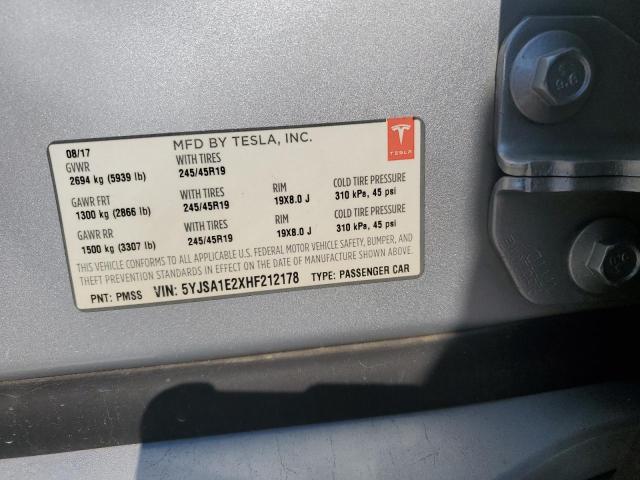 08/17
MFD BY TESLA, INC.
TESLA
GVWR WITH TIRES
2694 kg (5939 lb) 245/45R19
GAWR FRT WITH TIRES RIM COLD TIRE PRESSURE
1300 kg (2866 lb) 245/45R19 19X8.0 J 310 kPa, 45 psi
GAWR RR WITH TIRES RIM COLD TIRE PRESSURE
1500 kg (3307 lb) 245/45R19 19X8.0 J 310 kPa, 45 psi
THIS VEHICLE CONFORMS TO ALL APPLICABLE U.S. FEDERAL MOTOR VEHICLE SAFETY, BUMPER, AND
THEFT PREVENTION STANDARDS IN EFFECT ON THE DATE OF MANUFACTURE SHOWN ABOVE.
PNT: PMSS VIN: 5YJSA1E2XHF212178 TYPE: PASSENGER CAR